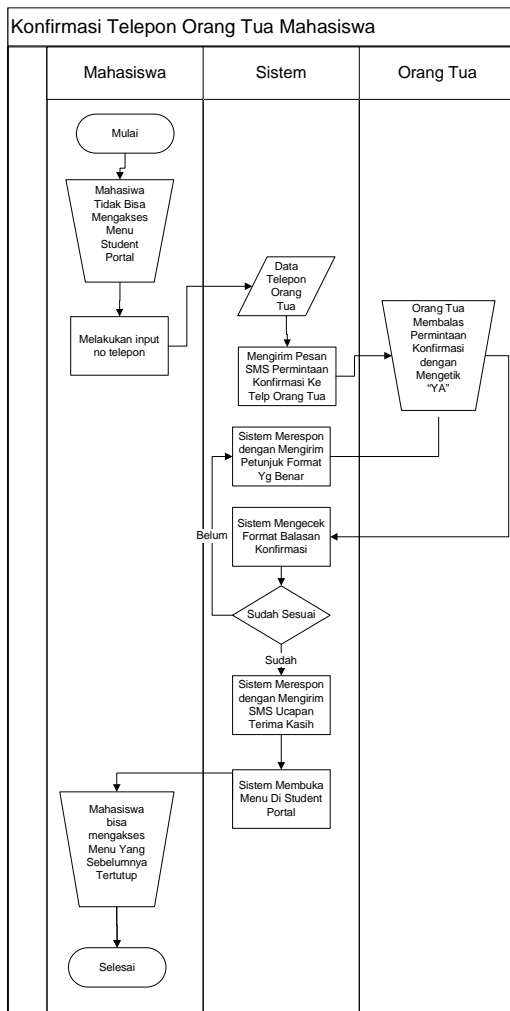 Konfirmasi Telepon Orang Tua Mahasiswa
Mahasiswa
Sistem
Orang Tua
Mulai
Mahasiwa
Tidak Bisa
Mengakses
Menu
Student
Portal
Melakukan input
no telepon
Data
Telepon
Orang
Tua
Mengirim Pesan
SMS Permintaan
Konfirmasi Ke
Telp Orang Tua
Orang Tua
Membalas
Permintaan
Konfirmasi
dengan
Mengetik
“YA”
Sistem Merespon
dengan Mengirim
Petunjuk Format
Yg Benar
Belum
Sistem Mengecek
Format Balasan
Konfirmasi
Sudah Sesuai
Sudah
Sistem Merespon
dengan Mengirim
SMS Ucapan
Terima Kasih
Sistem Membuka
Menu Di Student
Portal
Mahasiswa
bisa
mengakses
Menu Yang
Sebelumnya
Tertutup
Selesai